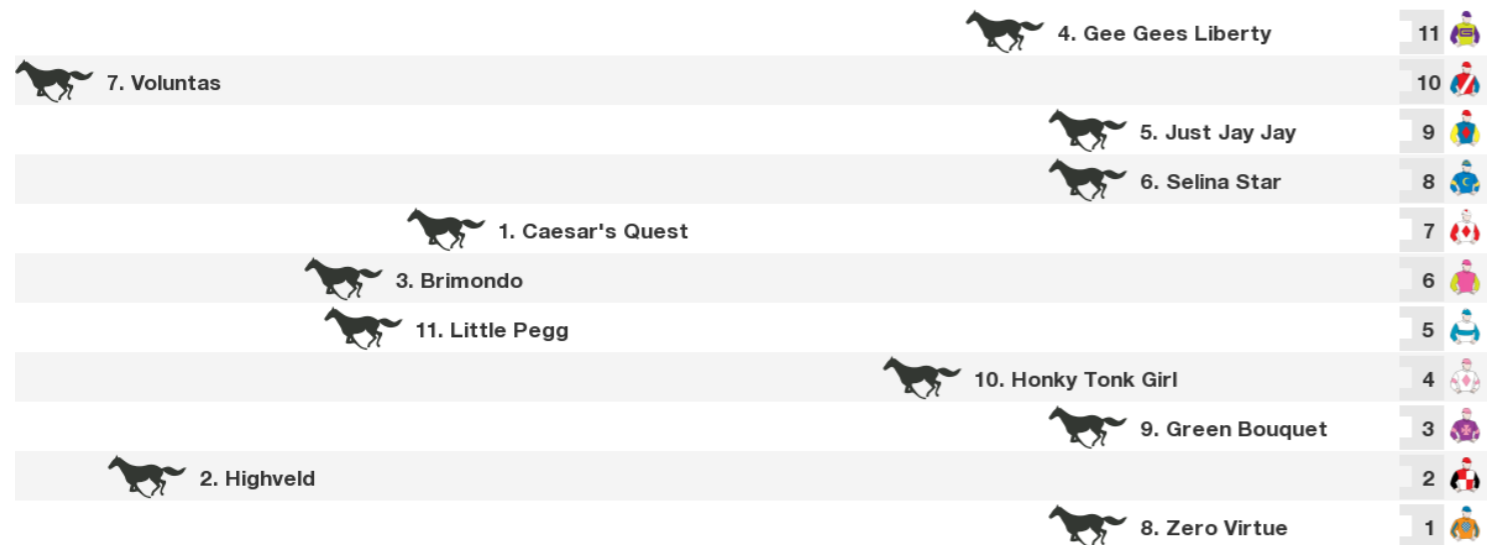 4. Gee Gees Liberty 11
7. Voluntas 10
5. Just Jay Jay 9
6. Selina Star 8
1. Caesar's Quest 7
3. Brimondo 6
11. Little Pegg 5
10. Honky Tonk Girl 4
9. Green Bouquet 3
2. Highveld 2
8. Zero Virtue 1